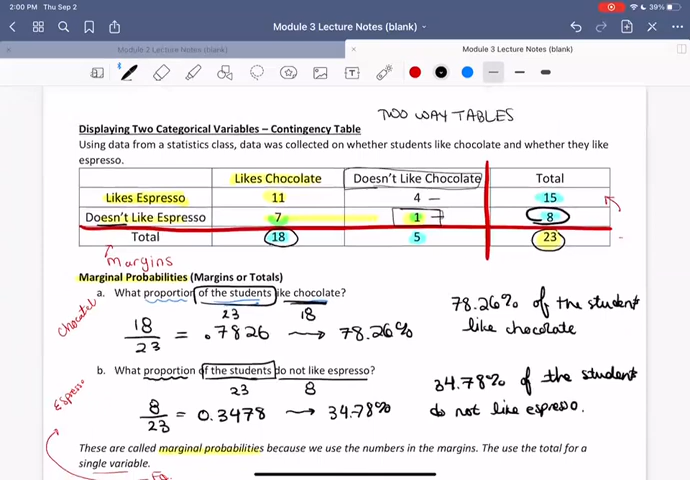 2:00 PM Thu Sep 2
39%
Module 3 Lecture Notes (blank)
Module 2 Lecture Notes (blank)
Module 3 Lecture Notes (blank)
TWO WAY TABLES
Displaying Two Categorical Variables – Contingency Table
Using data from a statistics class, data was collected on whether students like chocolate and whether they like
espresso.
Likes Chocolate Doesn't Like Chocolate Total
Likes Espresso 11 4 15
Doesn't Like Espresso 7 1 8
Total 18 5 23
margins
Marginal Probabilities (Margins or Totals)
a. What proportion of the students like chocolate?
23 18
chocolate
18/23 = .7826 → 78.26%
78.26% of the student
like chocolate
b. What proportion of the students do not like espresso?
23 8
Espresso
8/23 = 0.3478 → 34.78%
34.78% of the student
do not like espresso.
These are called marginal probabilities because we use the numbers in the margins. The use the total for a
single variable.